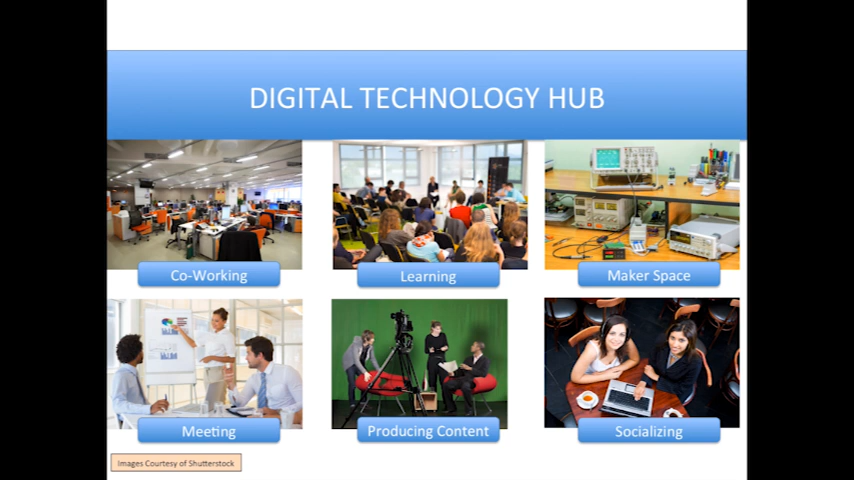 DIGITAL TECHNOLOGY HUB
Co-Working
Learning
Maker Space
Meeting
Producing Content
Socializing
Images Courtesy of Shutterstock